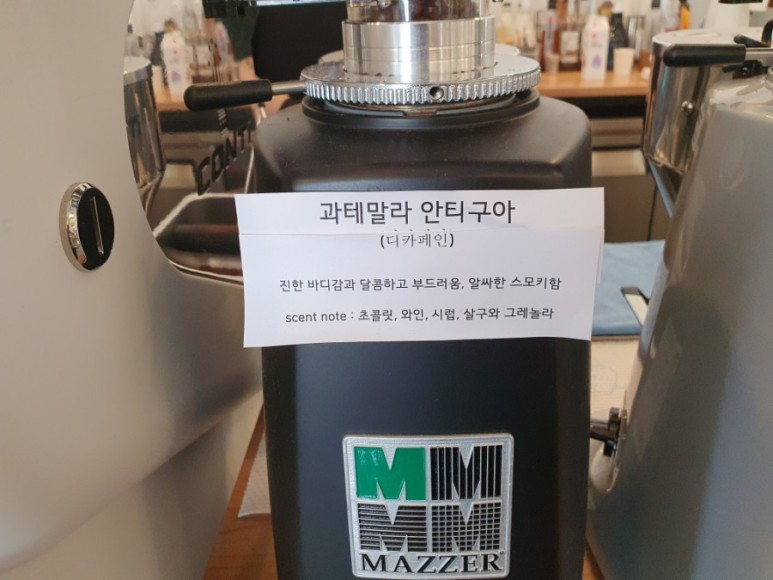 CONTI
과테말라 안티구아
(디카페인)
진한 바디감과 달콤하고 부드러움, 알싸한 스모키함
scent note : 초콜릿, 와인, 시럽, 살구와 그레놀라
MAZZER